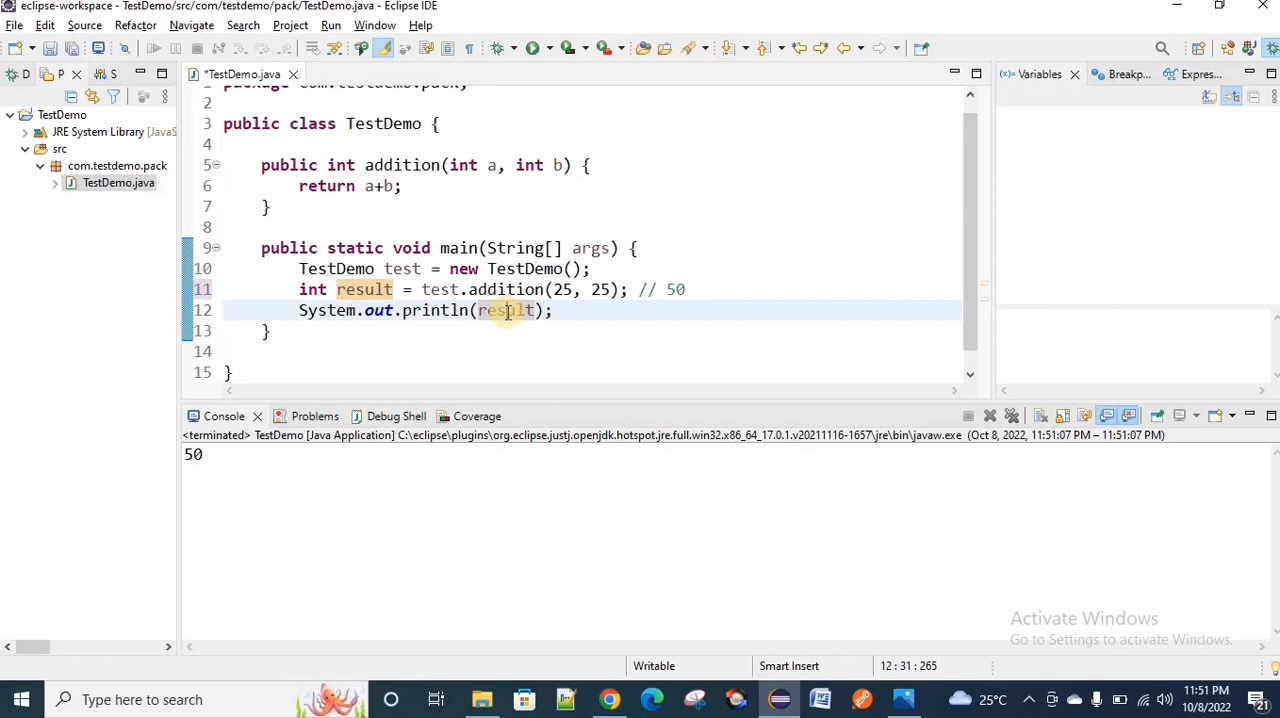 eclipse-workspace - TestDemo/src/com/testdemo/pack/TestDemo.java - Eclipse IDE
File Edit Source Refactor Navigate Search Project Run Window Help
D P S
*TestDemo.java
Variables Breakp... Expres...
TestDemo
JRE System Library [JavaS
src
com.testdemo.pack
TestDemo.java
1 package com.testdemo.pack;
2
3 public class TestDemo {
4
5 public int addition(int a, int b) {
6 return a+b;
7 }
8
9 public static void main(String[] args) {
10 TestDemo test = new TestDemo();
11 int result = test.addition(25, 25); // 50
12 System.out.println(result);
13 }
14
15 }
Console Problems Debug Shell Coverage
<terminated> TestDemo [Java Application] C:\eclipse\plugins\org.eclipse.justj.openjdk.hotspot.jre.full.win32.x86_64_17.0.1.v20211116-1657\jre\bin\javaw.exe (Oct 8, 2022, 11:51:07 PM – 11:51:07 PM)
50
Activate Windows
Go to Settings to activate Windows.
Writable Smart Insert 12 : 31 : 265
Type here to search
25°C
11:51 PM
10/8/2022
21